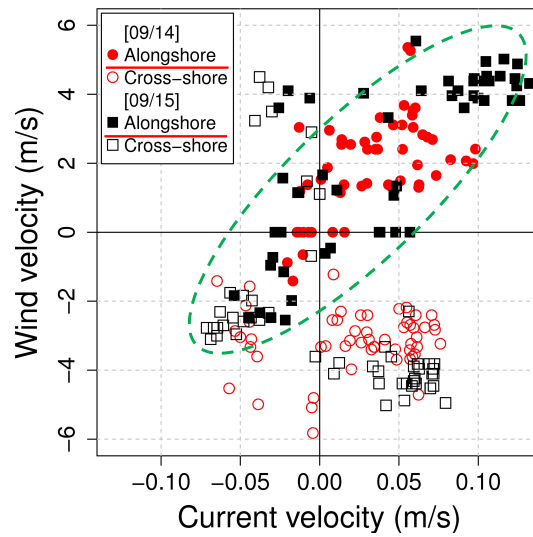 [09/14]
Alongshore
Cross−shore
[09/15]
Alongshore
Cross−shore
6
4
2
0
−2
−4
−6
Wind velocity (m/s)
−0.10 −0.05 0.00 0.05 0.10
Current velocity (m/s)